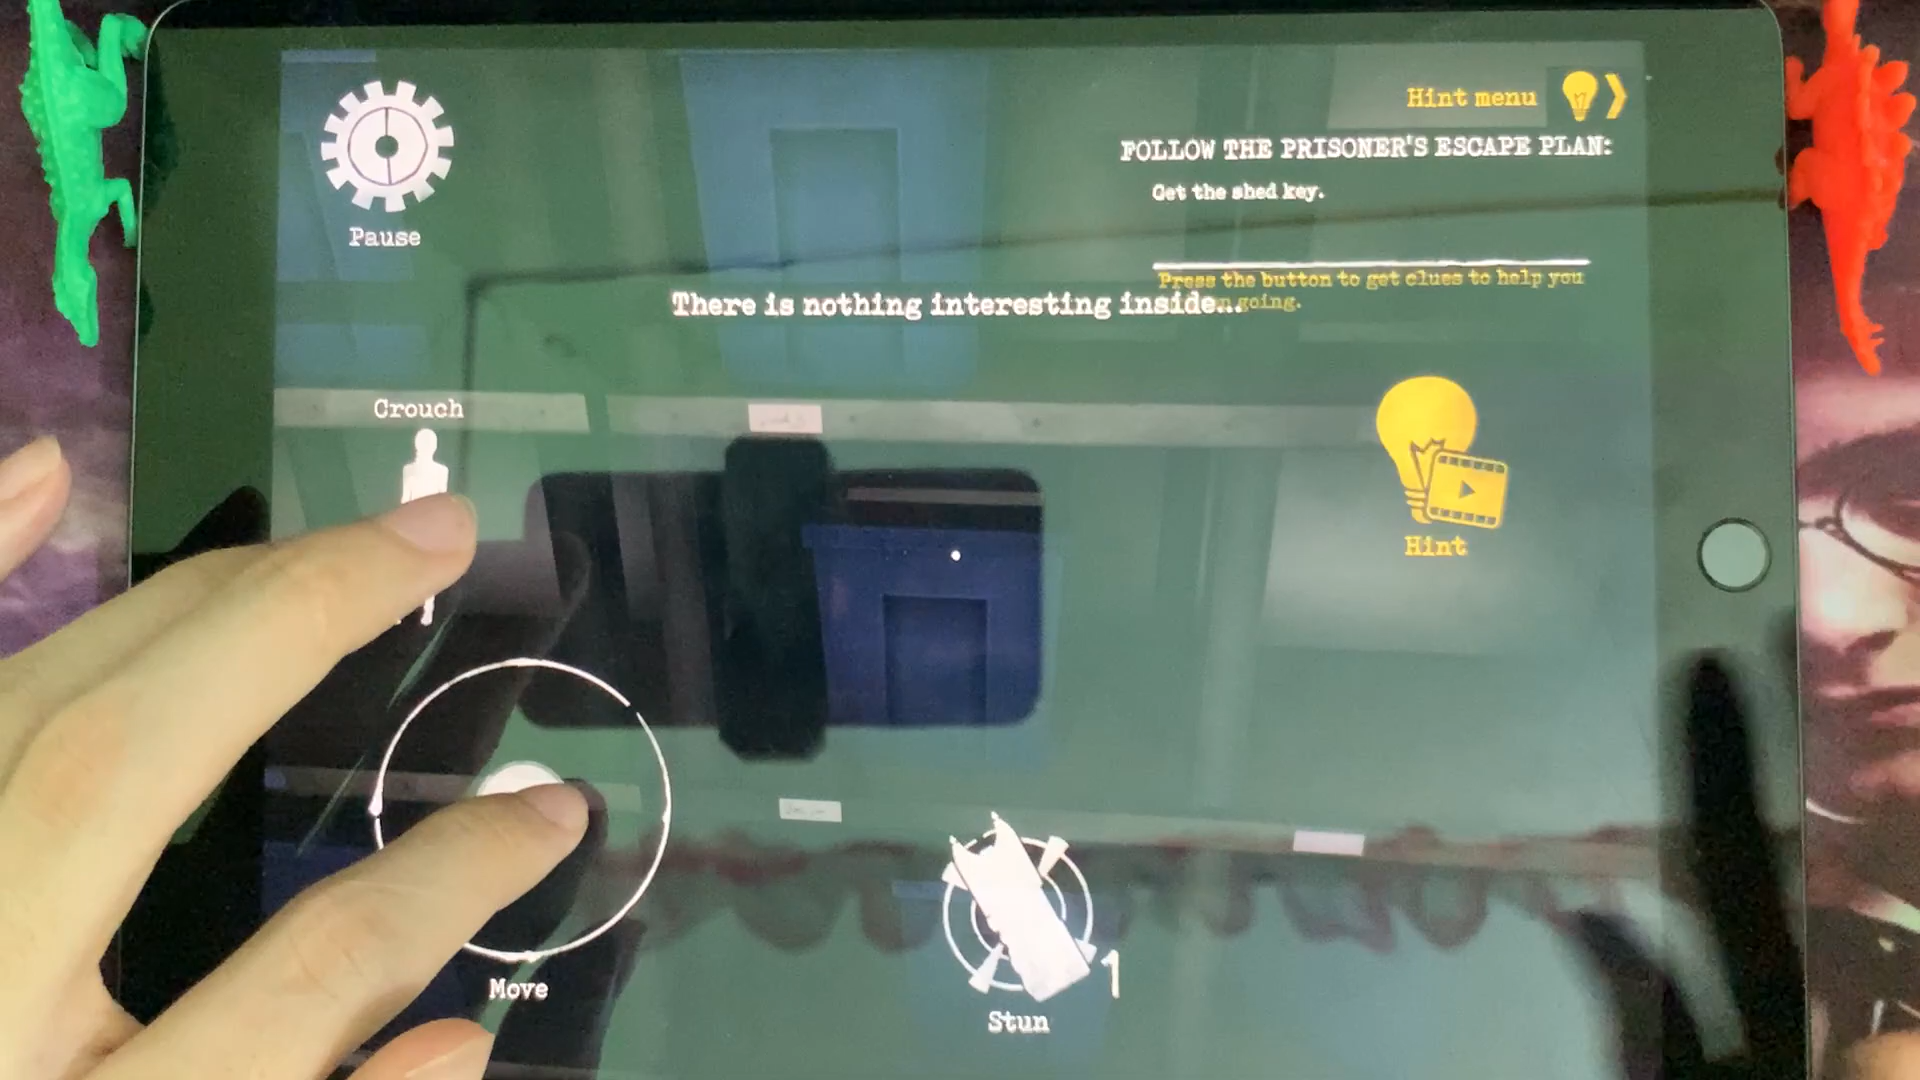 Hint menu
FOLLOW THE PRISONER'S ESCAPE PLAN:
Get the shed key.
Pause
Press the button to get clues to help you
There is nothing interesting inside...
going.
Crouch
Hint
Move
1
Stun